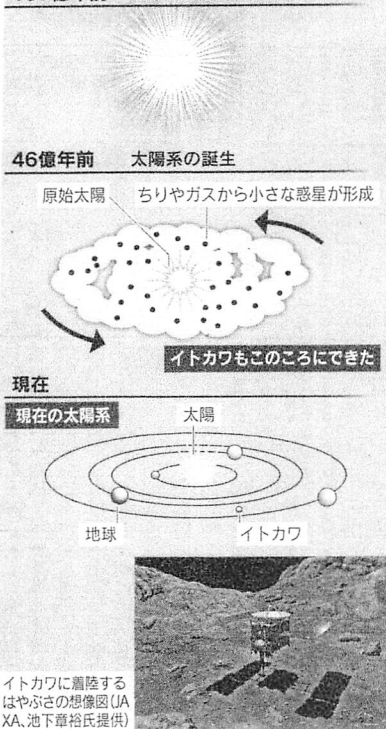 46億年前 太陽系の誕生
原始太陽 ちりやガスから小さな惑星が形成
イトカワもこのころにできた
現在
現在の太陽系
太陽
地球 イトカワ
イトカワに着陸する
はやぶさの想像図(JA
XA、池下章裕氏提供)